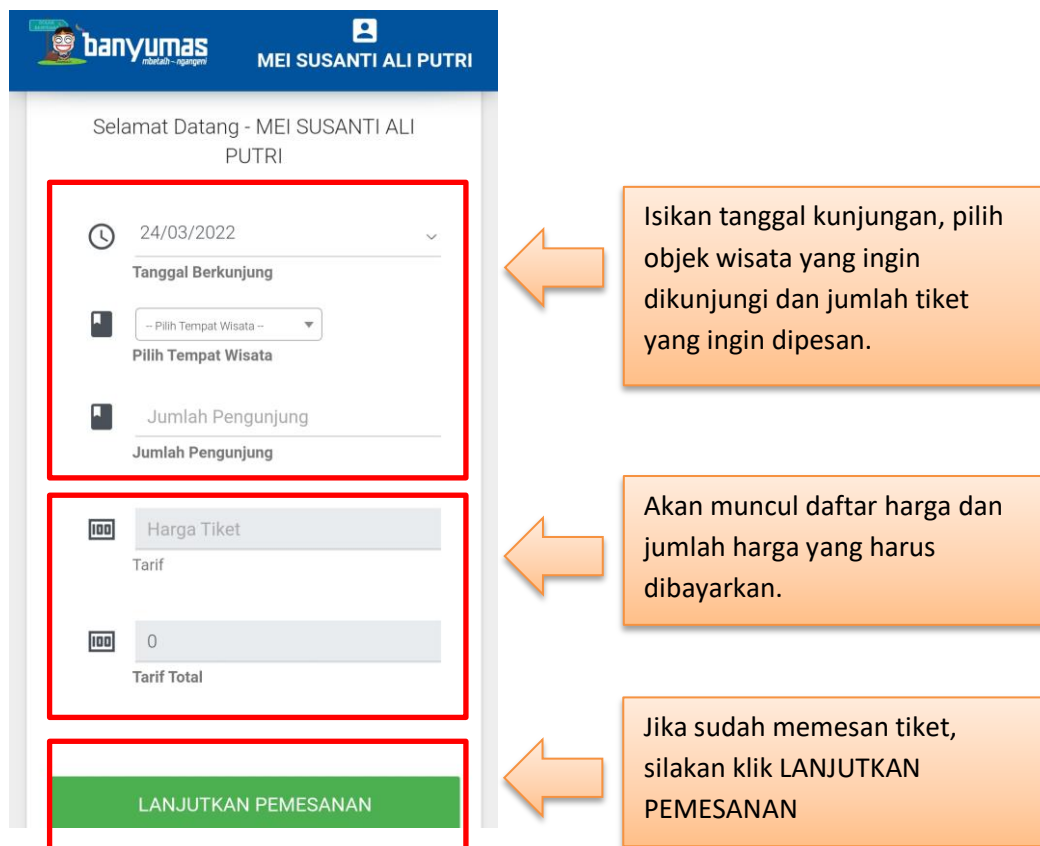 banyumas
mbetahi - ngangeni
MEI SUSANTI ALI PUTRI
Selamat Datang - MEI SUSANTI ALI
PUTRI
24/03/2022
Tanggal Berkunjung
-- Pilih Tempat Wisata --
Pilih Tempat Wisata
Jumlah Pengunjung
Jumlah Pengunjung
Isikan tanggal kunjungan, pilih
objek wisata yang ingin
dikunjungi dan jumlah tiket
yang ingin dipesan.
100
Harga Tiket
Tarif
100
0
Tarif Total
Akan muncul daftar harga dan
jumlah harga yang harus
dibayarkan.
LANJUTKAN PEMESANAN
Jika sudah memesan tiket,
silakan klik LANJUTKAN
PEMESANAN